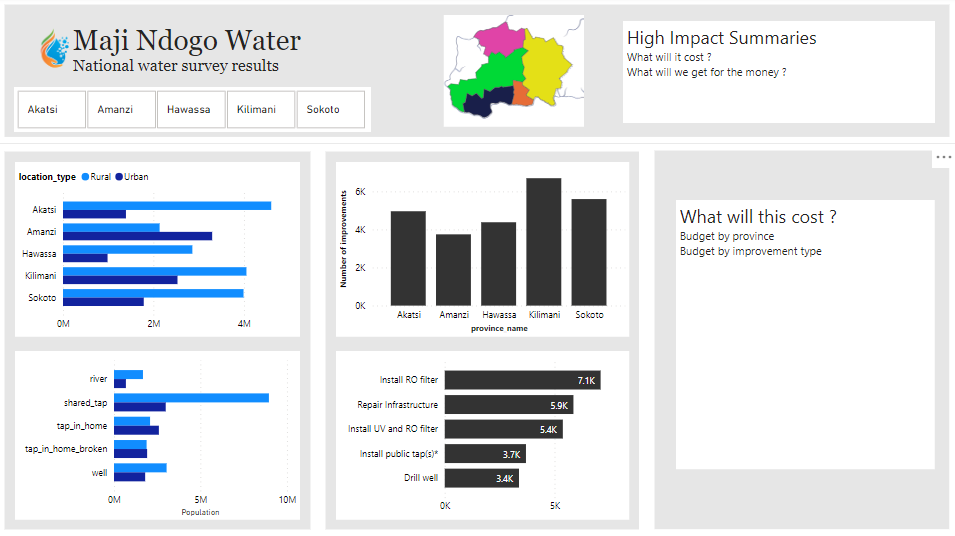 Maji Ndogo Water
National water survey results
Akatsi Amanzi Hawassa Kilimani Sokoto
High Impact Summaries
What will it cost ?
What will we get for the money ?
location_type Rural Urban
Akatsi
Amanzi
Hawassa
Kilimani
Sokoto
0M 2M 4M
Number of improvements
6K
4K
2K
0K
Akatsi Amanzi Hawassa Kilimani Sokoto
province name
What will this cost ?
Budget by province
Budget by improvement type
river
shared_tap
tap_in_home
tap_in_home_broken
well
0M 5M 10M
Population
Install RO filter 7.1K
Repair Infrastructure 5.9K
Install UV and RO filter 5.4K
Install public tap(s)* 3.7K
Drill well 3.4K
0K 5K